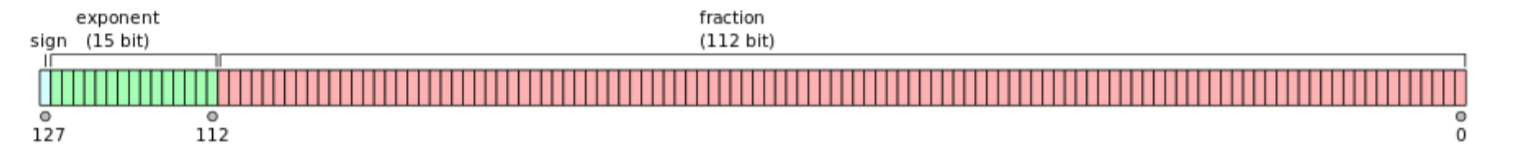 exponent
fraction
sign
(15 bit)
(112 bit)
127
112
0